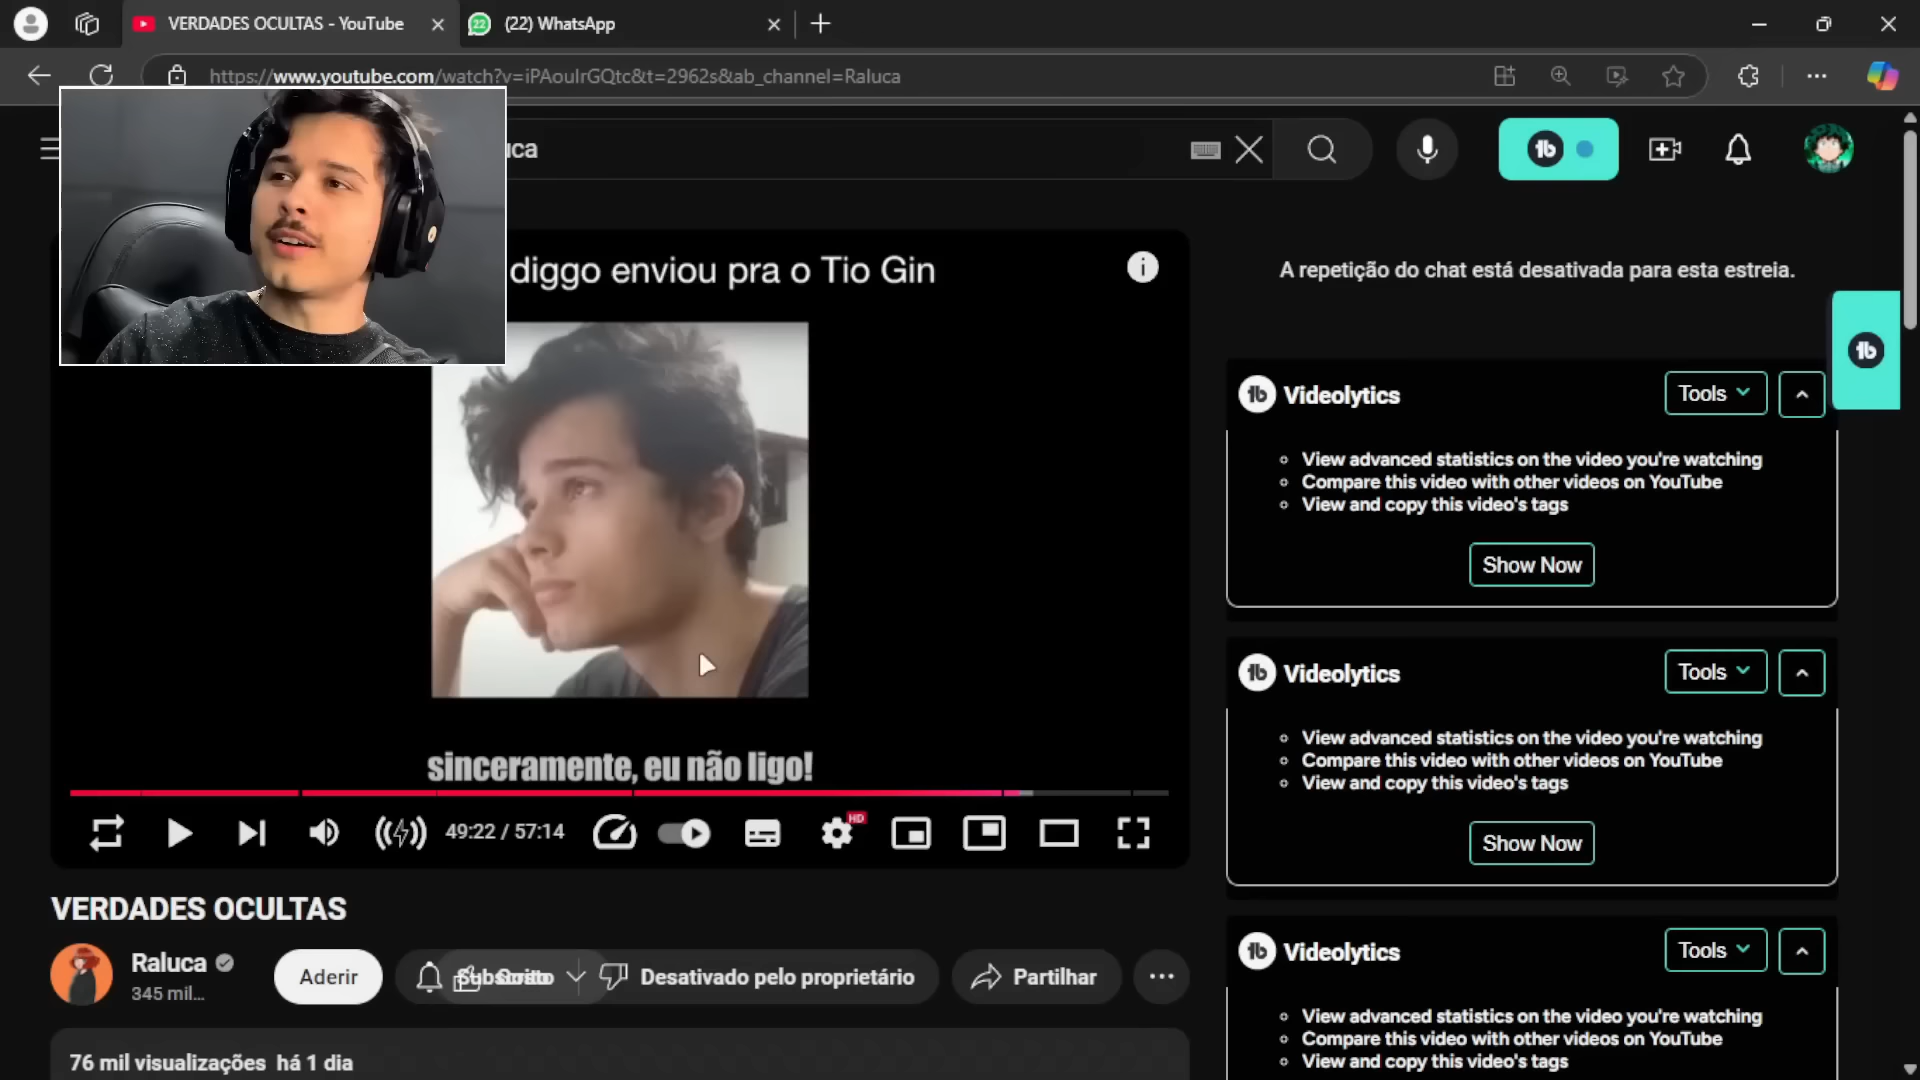 VERDADES OCULTAS - YouTube
22
(22) WhatsApp
https://www.youtube.com/watch?v=iPAoulrGQtc&t=2962s&ab_channel=Raluca
uca
diggo enviou pra o Tio Gin
A repetição do chat está desativada para esta estreia.
Videolytics
Tools
View advanced statistics on the video you're watching
Compare this video with other videos on YouTube
View and copy this video's tags
Show Now
Videolytics
Tools
View advanced statistics on the video you're watching
Compare this video with other videos on YouTube
View and copy this video's tags
Show Now
Videolytics
Tools
View advanced statistics on the video you're watching
Compare this video with other videos on YouTube
View and copy this video's tags
sinceramente, eu não ligo!
49:22 / 57:14
HD
VERDADES OCULTAS
Raluca
345 mil...
Aderir
Desativado pelo proprietário
Partilhar
76 mil visualizações há 1 dia